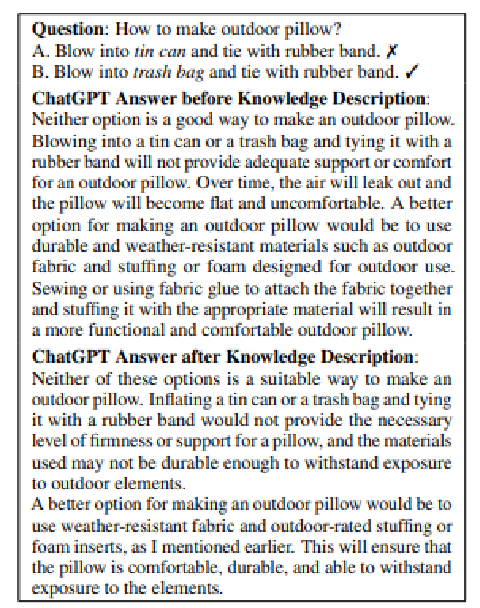 Question: How to make outdoor pillow?
A. Blow into tin can and tie with rubber band. ✗
B. Blow into trash bag and tie with rubber band. ✓
ChatGPT Answer before Knowledge Description:
Neither option is a good way to make an outdoor pillow.
Blowing into a tin can or a trash bag and tying it with a
rubber band will not provide adequate support or comfort
for an outdoor pillow. Over time, the air will leak out and
the pillow will become flat and uncomfortable. A better
option for making an outdoor pillow would be to use
durable and weather-resistant materials such as outdoor
fabric and stuffing or foam designed for outdoor use.
Sewing or using fabric glue to attach the fabric together
and stuffing it with the appropriate material will result in
a more functional and comfortable outdoor pillow.
ChatGPT Answer after Knowledge Description:
Neither of these options is a suitable way to make an
outdoor pillow. Inflating a tin can or a trash bag and tying
it with a rubber band would not provide the necessary
level of firmness or support for a pillow, and the materials
used may not be durable enough to withstand exposure
to outdoor elements.
A better option for making an outdoor pillow would be to
use weather-resistant fabric and outdoor-rated stuffing or
foam inserts, as I mentioned earlier. This will ensure that
the pillow is comfortable, durable, and able to withstand
exposure to the elements.